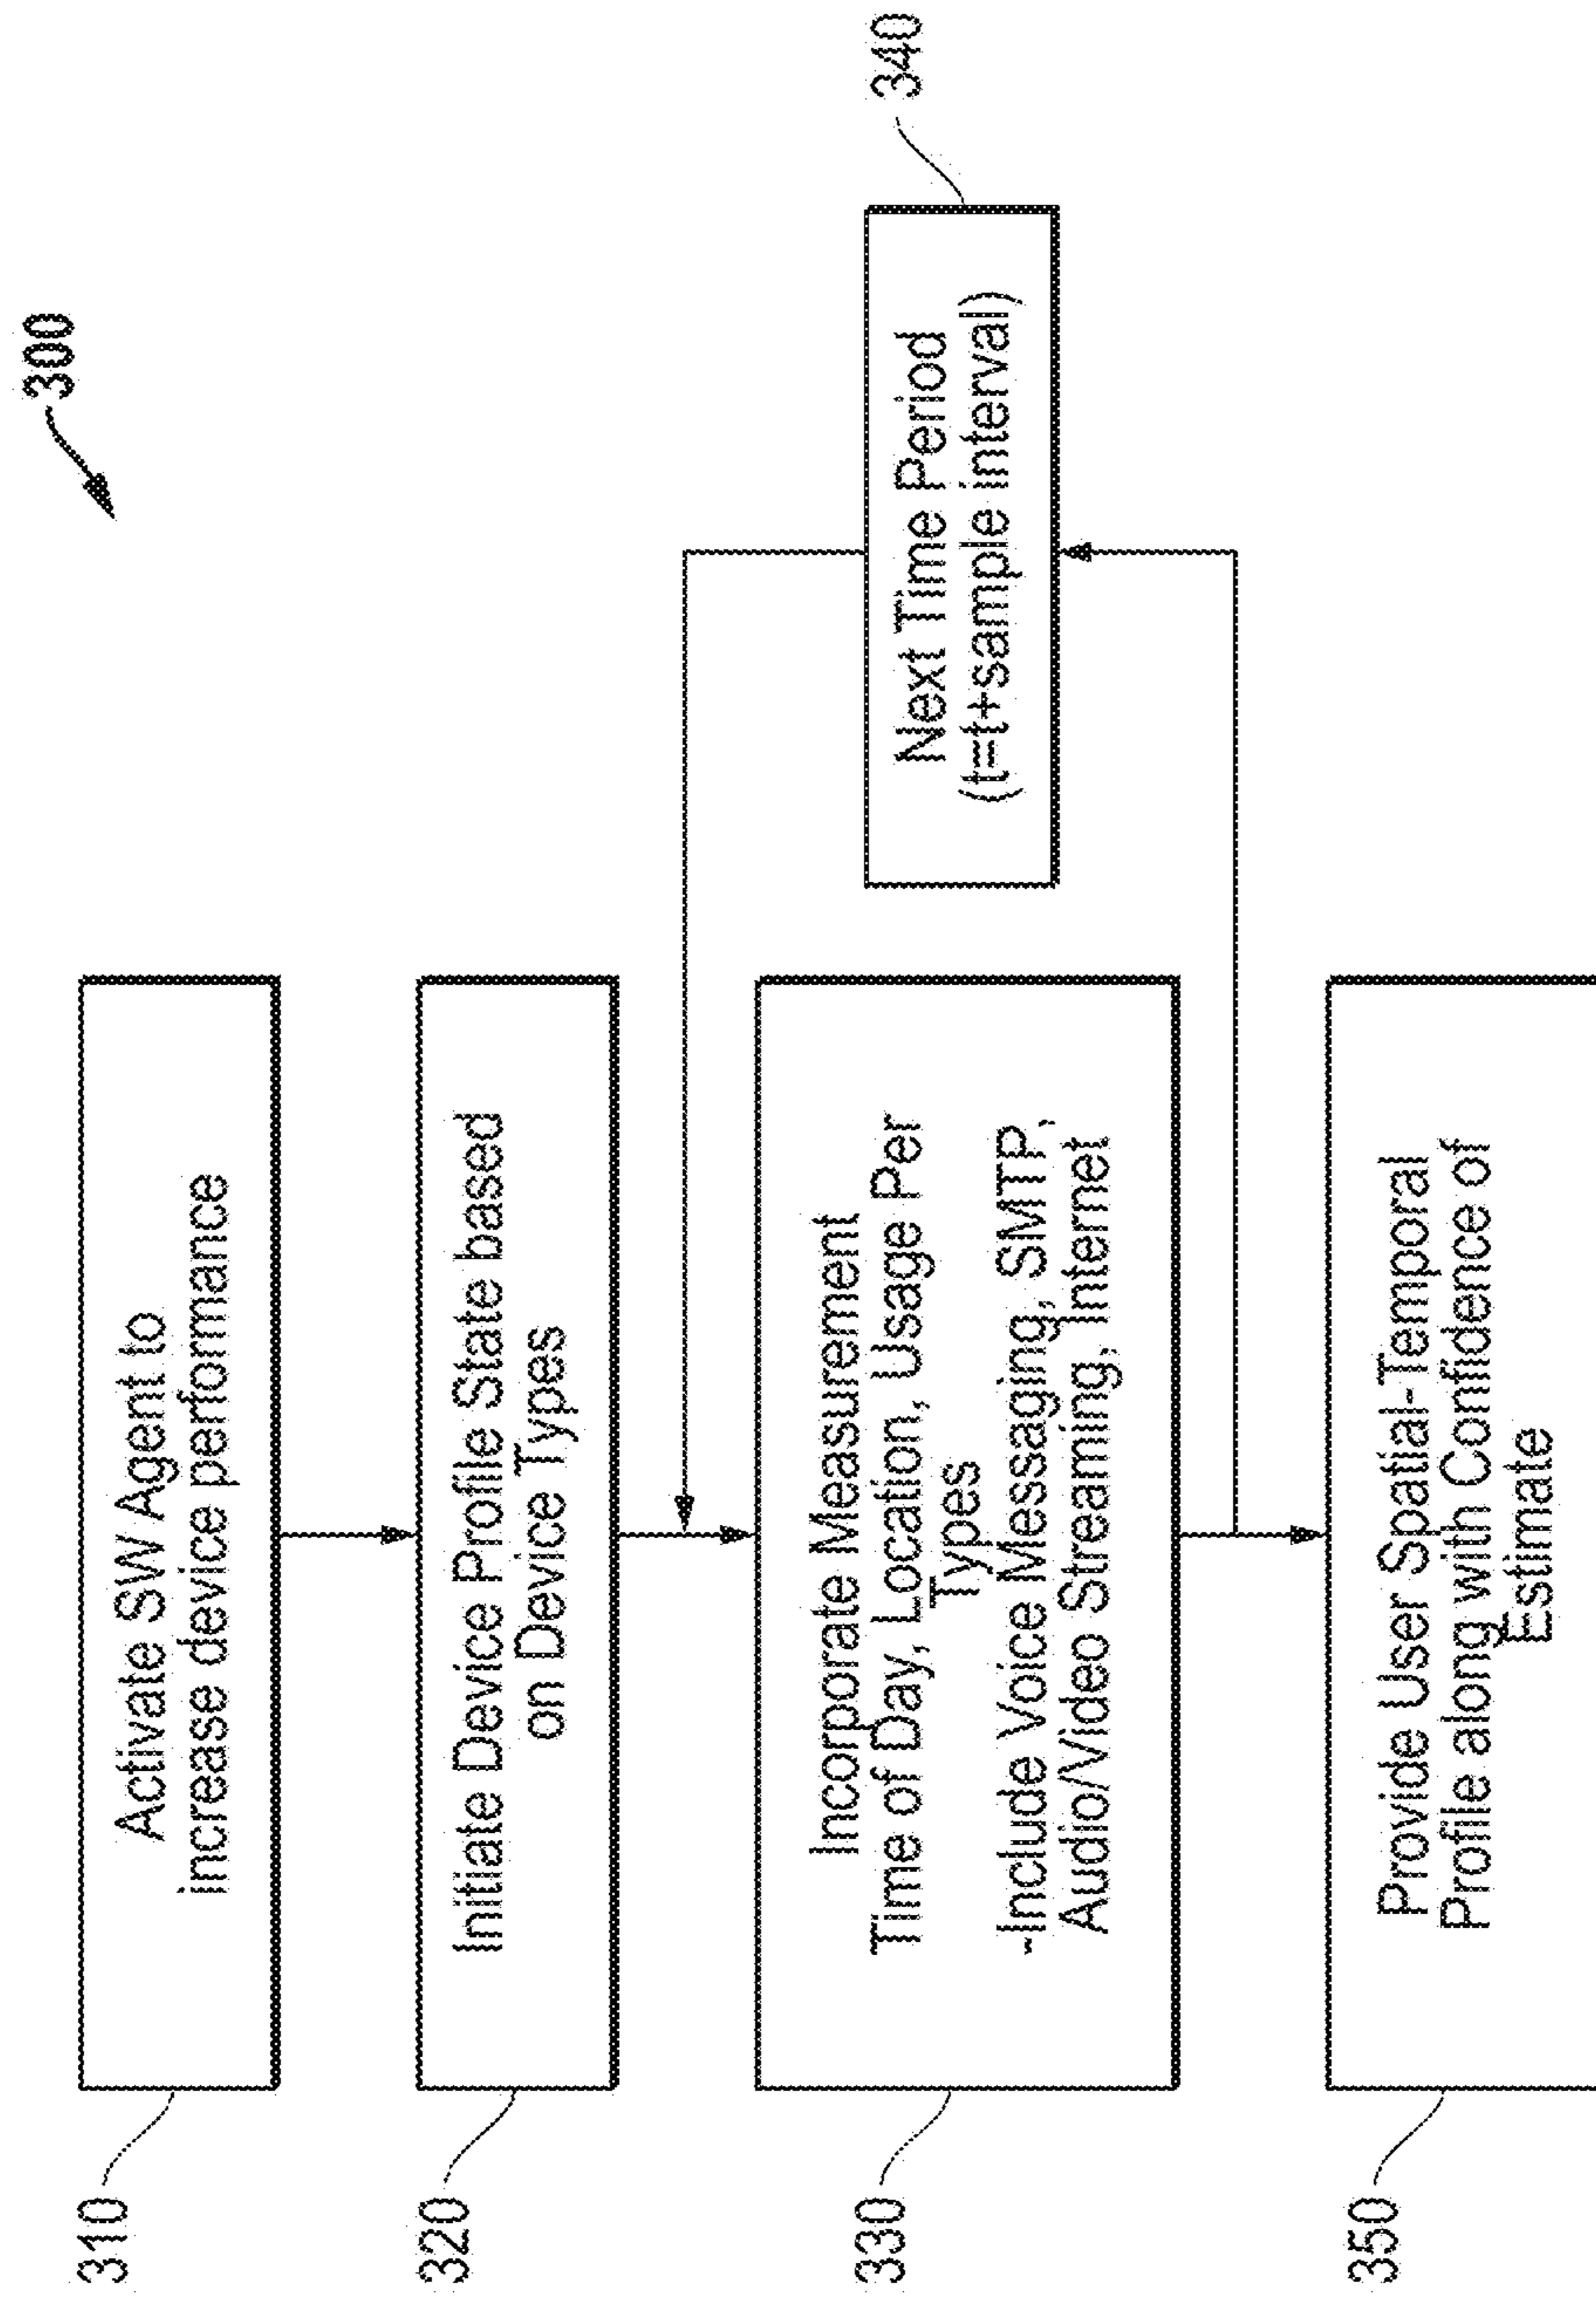 300
310
Activate SW Agent to
increase device performance
320
Initiate Device Profile State based
on Device Types
330
Incorporate Measurement
Time of Day, Location, Usage Per
Types
-Include Voice Messaging, SMTP,
Audio/Video Streaming, Internet
Next Time Period
(t=t+sample interval)
340
350
Provide User Spatial-Temporal
Profile along with Confidence of
Estimate